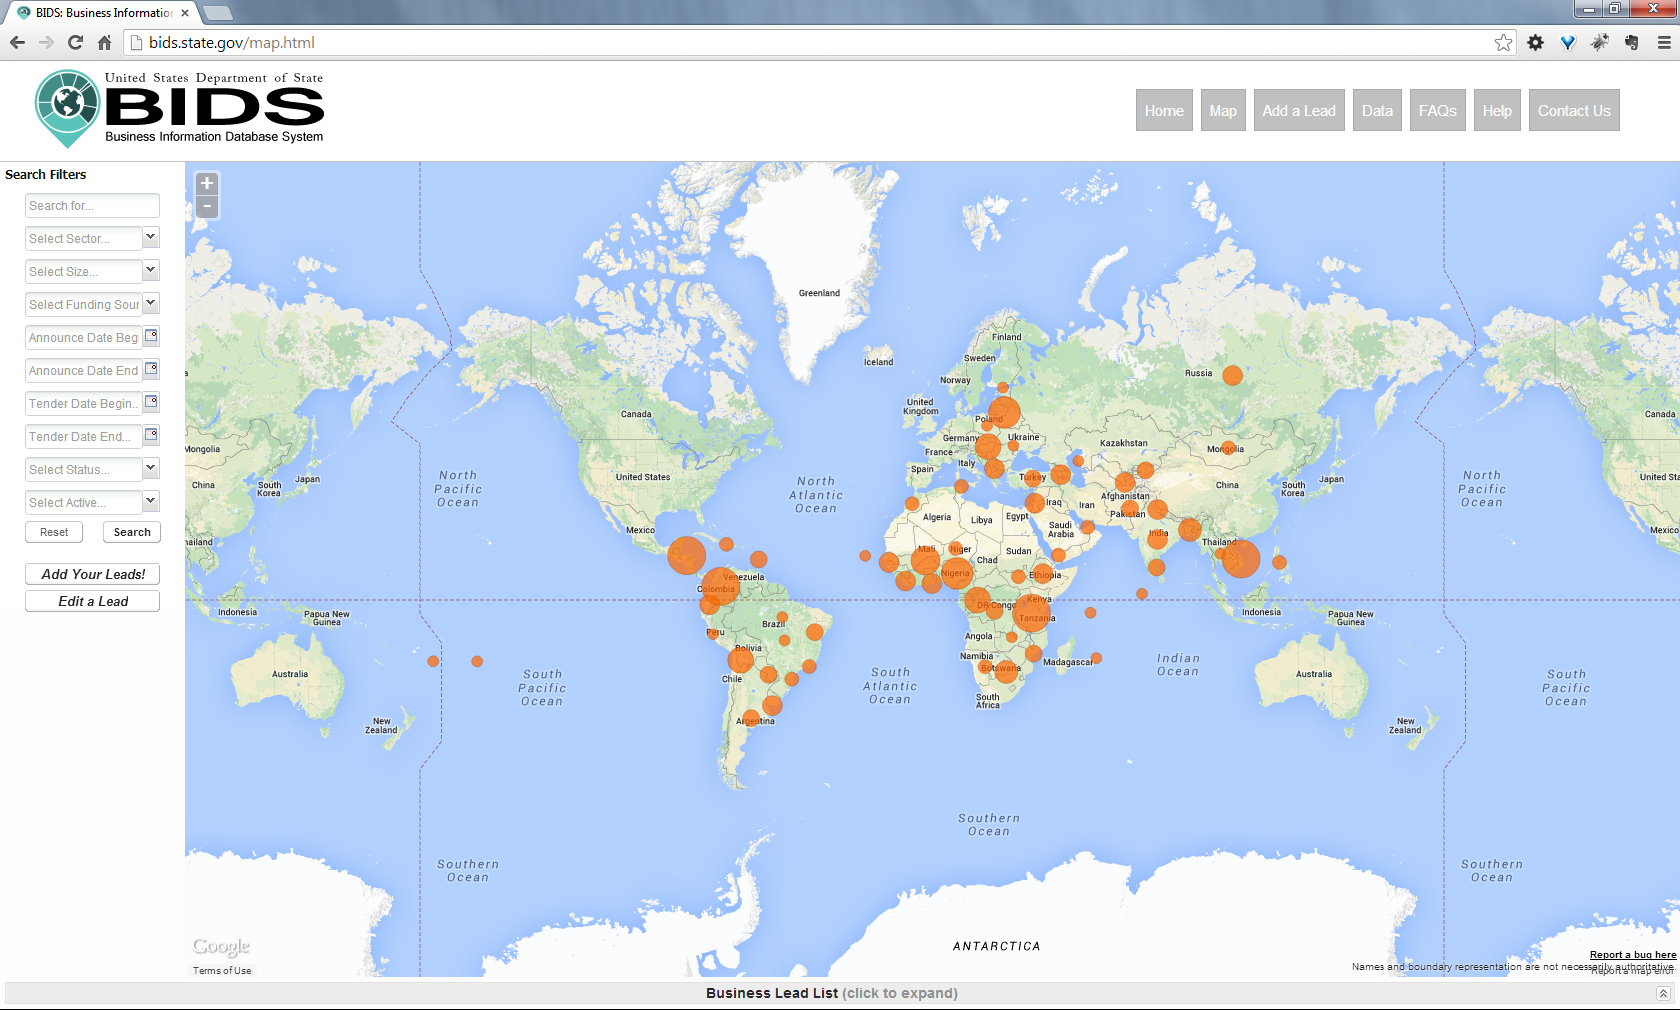 BIDS: Business Informatio
bids.state.gov/map.html
United States Department of State
BIDS
Business Information Database System
Home
Map
Add a Lead
Data
FAQs
Help
Contact Us
Search Filters
Search for...
Select Sector...
Select Size...
Select Funding Sour
Announce Date Beg
Announce Date End
Tender Date Begin..
Tender Date End...
Select Status...
Select Active...
Reset
Search
Add Your Leads!
Edit a Lead
+
-
Greenland
Iceland
Finland
Sweden
Norway
Russia
United
Kingdom
Poland
Germany
Ukraine
France
Italy
Spain
Turkey
Kazakhstan
Mongolia
China
South
Korea
Japan
Afghanistan
Pakistan
Iran
Iraq
India
Thailand
Saudi
Arabia
Egypt
Libya
Algeria
Mali
Niger
Chad
Sudan
Nigeria
Ethiopia
Kenya
DR Congo
Tanzania
Angola
Namibia
Botswana
Madagascar
South
Africa
Canada
United States
Mexico
Venezuela
Colombia
Peru
Brazil
Bolivia
Chile
Argentina
North
Atlantic
Ocean
South
Atlantic
Ocean
North
Pacific
Ocean
South
Pacific
Ocean
Indian
Ocean
Southern
Ocean
Mongolia
China
South
Korea
Japan
hailand
Indonesia
Papua New
Guinea
Australia
New
Zealand
Southern
Ocean
Indonesia
Papua New
Guinea
Australia
New
Zealand
North
Pacific
Ocean
South
Pacific
Ocean
Southern
Ocean
Canada
United Sta
Mexic
ANTARCTICA
Google
Terms of Use
Report a bug here
Names and boundary representation are not necessarily authoritative.
Report a map error
Business Lead List (click to expand)